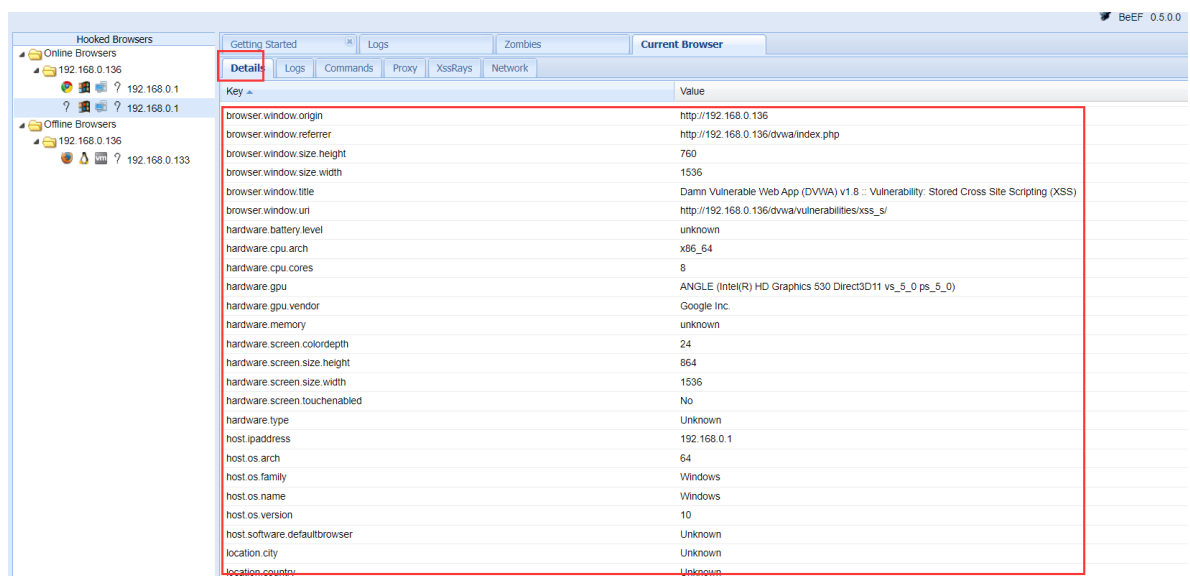 BeEF 0.5.0.0
Hooked Browsers
Online Browsers
192.168.0.136
? 192.168.0.1
? ? 192.168.0.1
Offline Browsers
192.168.0.136
vm ? 192.168.0.133
Getting Started Logs Zombies Current Browser
Details Logs Commands Proxy XssRays Network
Key Value
browser.window.origin http://192.168.0.136
browser.window.referrer http://192.168.0.136/dvwa/index.php
browser.window.size.height 760
browser.window.size.width 1536
browser.window.title Damn Vulnerable Web App (DVWA) v1.8 :: Vulnerability: Stored Cross Site Scripting (XSS)
browser.window.uri http://192.168.0.136/dvwa/vulnerabilities/xss_s/
hardware.battery.level unknown
hardware.cpu.arch x86_64
hardware.cpu.cores 8
hardware.gpu ANGLE (Intel(R) HD Graphics 530 Direct3D11 vs_5_0 ps_5_0)
hardware.gpu.vendor Google Inc.
hardware.memory unknown
hardware.screen.colordepth 24
hardware.screen.size.height 864
hardware.screen.size.width 1536
hardware.screen.touchenabled No
hardware.type Unknown
host.ipaddress 192.168.0.1
host.os.arch 64
host.os.family Windows
host.os.name Windows
host.os.version 10
host.software.defaultbrowser Unknown
location.city Unknown
location.country Unknown